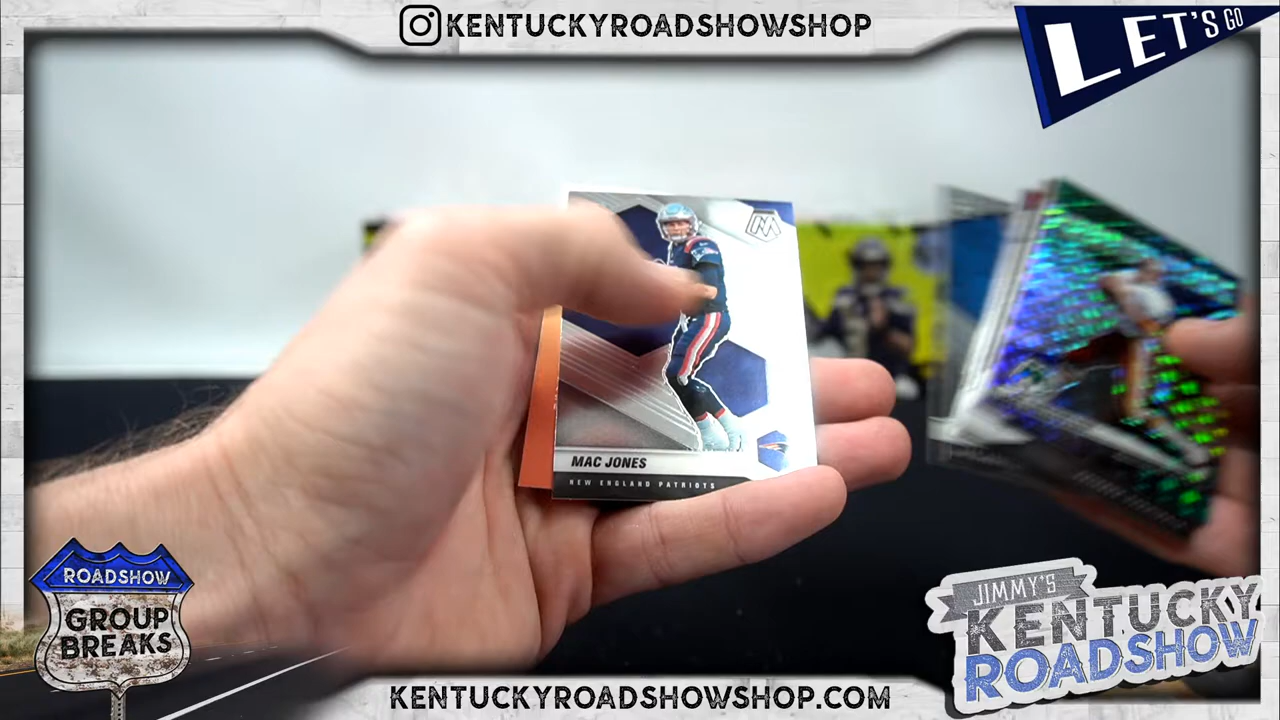 KENTUCKYROADSHOWSHOP
LET'S GO
MAC JONES
NEW ENGLAND PATRIOTS
ROADSHOW
GROUP
BREAKS
JIMMY'S
KENTUCKY
ROADSHOW
KENTUCKYROADSHOWSHOP.COM